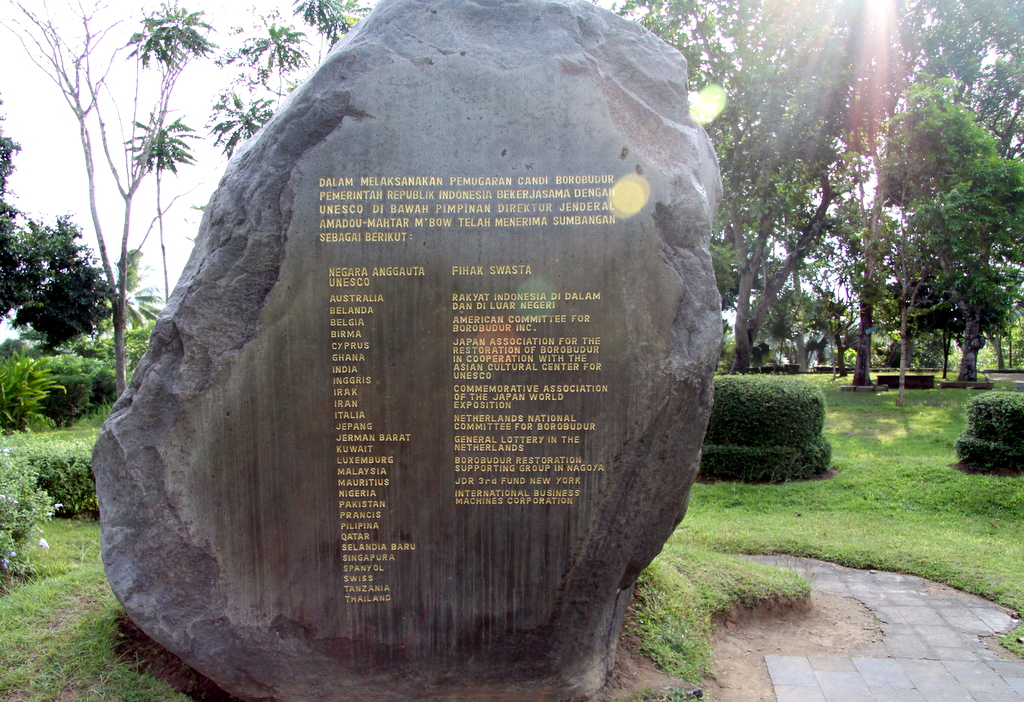 DALAM MELAKSANAKAN PEMUGARAN CANDI BOROBUDUR
PEMERINTAH REPUBLIK INDONESIA BEKERJASAMA DENGAN
UNESCO DI BAWAH PIMPINAN DIREKTUR JENDERAL
AMADOU-MAHTAR M'BOW TELAH MENERIMA SUMBANGAN
SEBAGAI BERIKUT :
NEGARA ANGGAUTA
UNESCO
AUSTRALIA
BELANDA
BELGIA
BIRMA
CYPRUS
GHANA
INDIA
INGGRIS
IRAK
IRAN
ITALIA
JEPANG
JERMAN BARAT
KUWAIT
LUXEMBURG
MALAYSIA
MAURITIUS
NIGERIA
PAKISTAN
PRANCIS
PILIPINA
QATAR
SELANDIA BARU
SINGAPURA
SPANYOL
SWISS
TANZANIA
THAILAND
FIHAK SWASTA
RAKYAT INDONESIA DI DALAM
DAN DI LUAR NEGERI
AMERICAN COMMITTEE FOR
BOROBUDUR INC.
JAPAN ASSOCIATION FOR THE
RESTORATION OF BOROBUDUR
IN COOPERATION WITH THE
ASIAN CULTURAL CENTER FOR
UNESCO
COMMEMORATIVE ASSOCIATION
OF THE JAPAN WORLD
EXPOSITION
NETHERLANDS NATIONAL
COMMITTEE FOR BOROBUDUR
GENERAL LOTTERY IN THE
NETHERLANDS
BOROBUDUR RESTORATION
SUPPORTING GROUP IN NAGOYA
JDR 3rd FUND NEW YORK
INTERNATIONAL BUSINESS
MACHINES CORPORATION